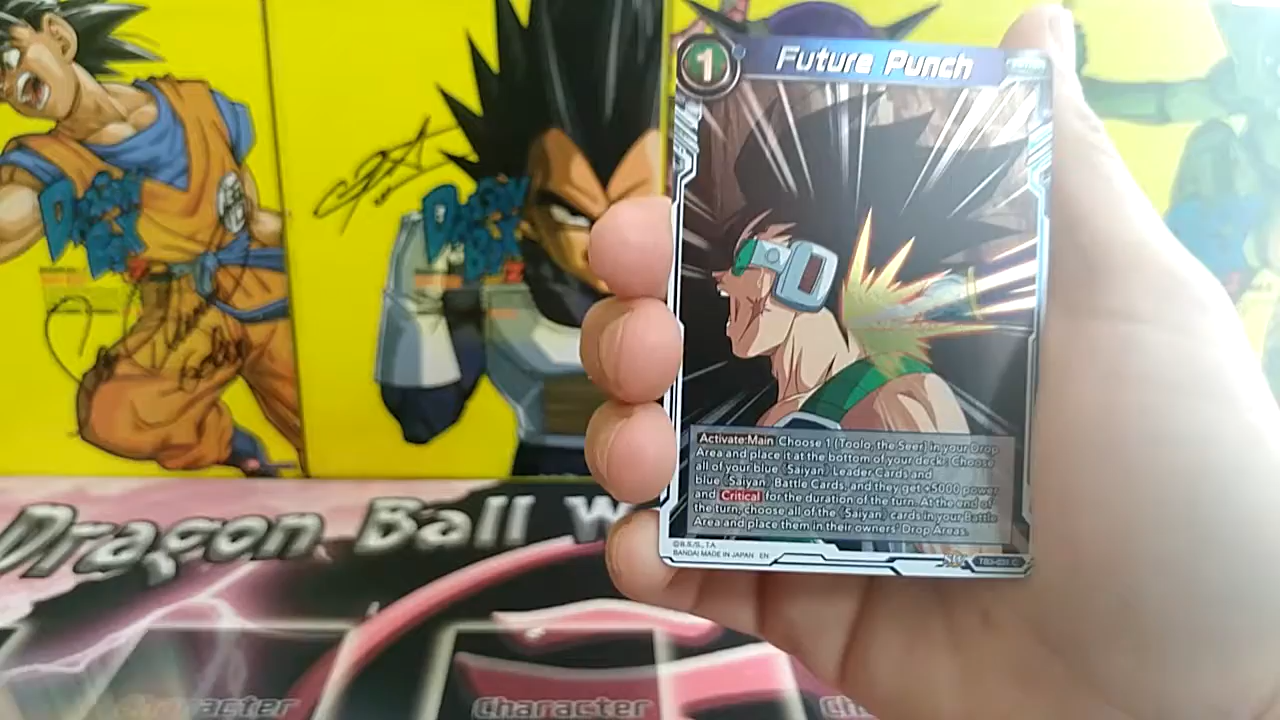 1 Future Punch
Activate:Main Choose 1 ⟨Toolo, the Seer⟩ in your Drop
Area and place it at the bottom of your deck: Choose
all of your blue 《Saiyan》 Leader Cards and
blue 《Saiyan》 Battle Cards, and they get +5000 power
and Critical for the duration of the turn. At the end of
the turn, choose all of the 《Saiyan》 cards in your Battle
Area and place them in their owners' Drop Areas.
©B.S./S., T.A.
BANDAI MADE IN JAPAN EN
TB3-031 C
Dragon Ball W
Character
Character
Ch